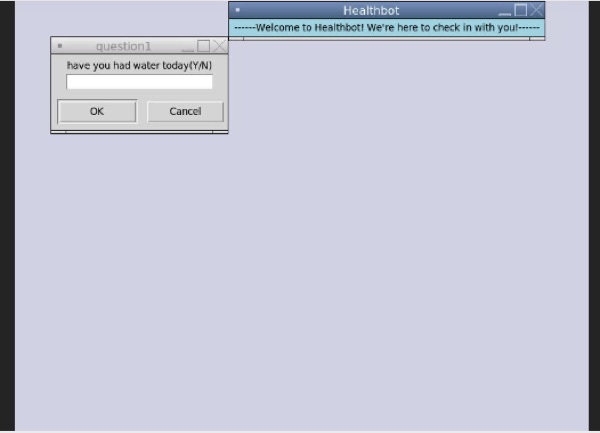 Healthbot
------Welcome to Healthbot! We're here to check in with you!------
question1
have you had water today(Y/N)
OK
Cancel